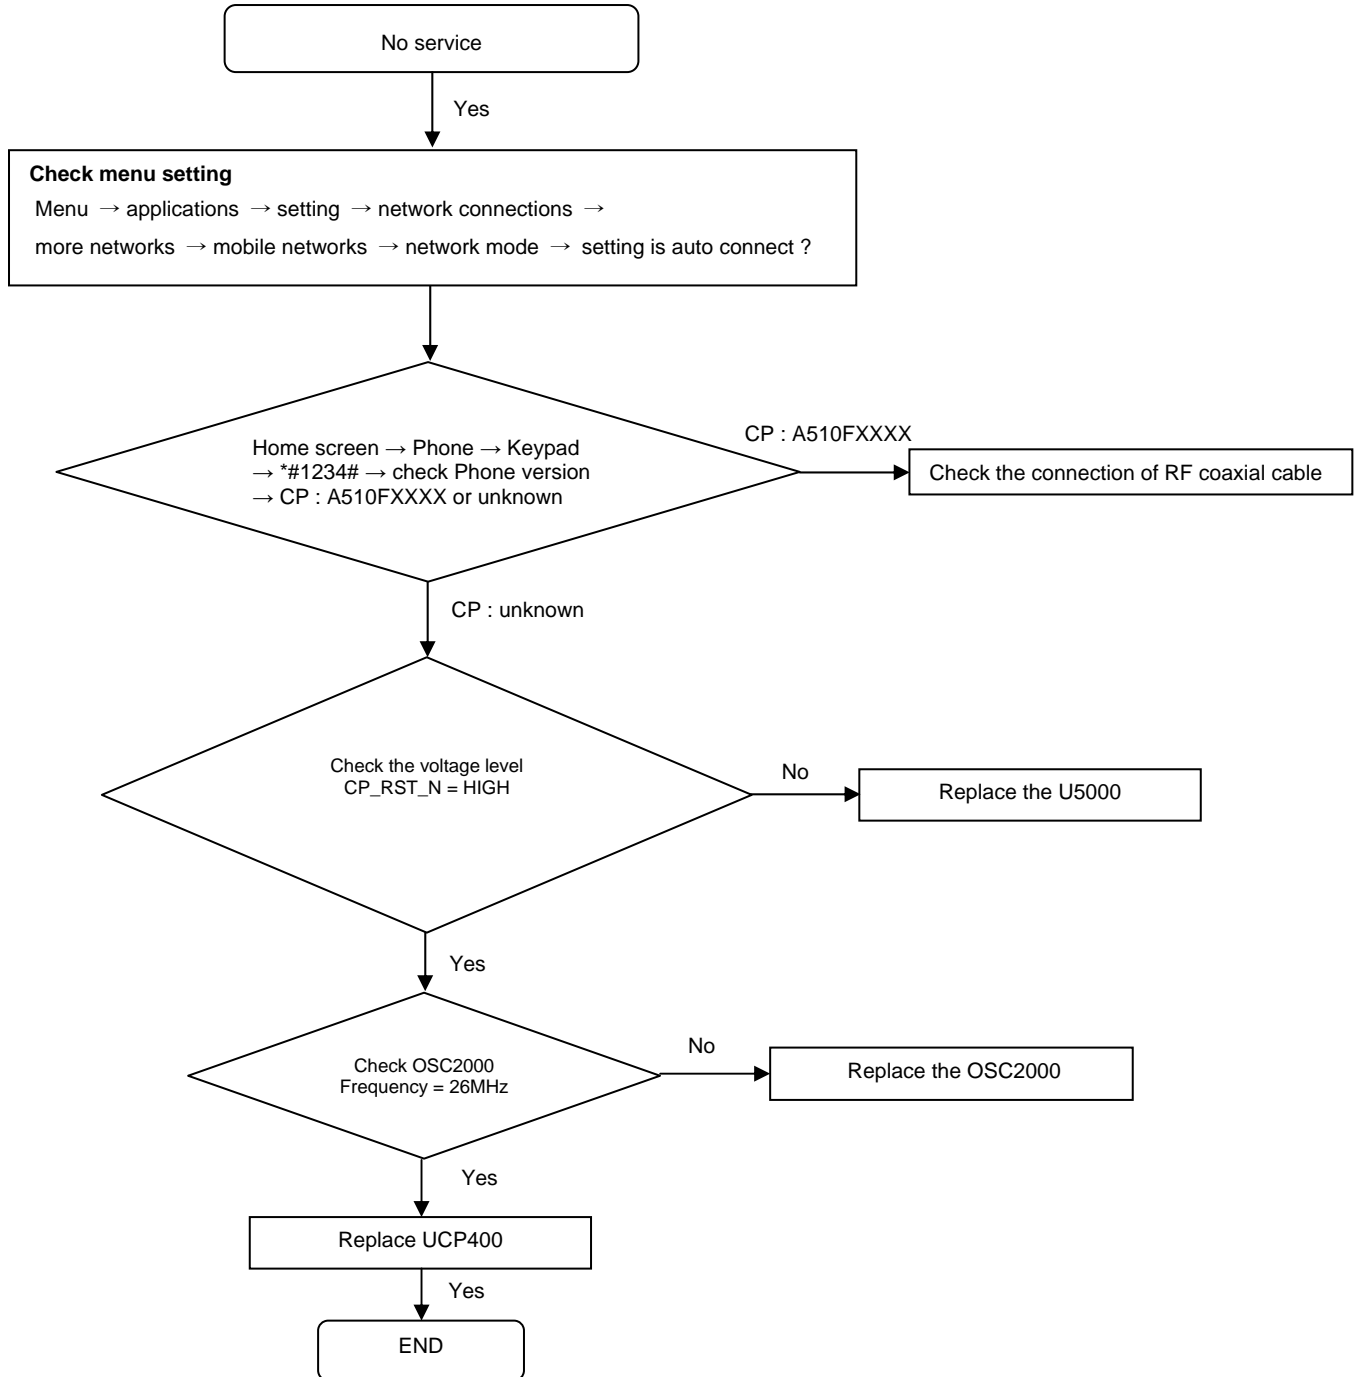 No service
Yes
Check menu setting
Menu → applications → setting → network connections →
more networks → mobile networks → network mode → setting is auto connect ?
Home screen → Phone → Keypad
→ *#1234# → check Phone version
→ CP : A510FXXXX or unknown
CP : A510FXXXX
Check the connection of RF coaxial cable
CP : unknown
Check the voltage level
CP_RST_N = HIGH
No
Replace the U5000
Yes
Check OSC2000
Frequency = 26MHz
No
Replace the OSC2000
Yes
Replace UCP400
Yes
END